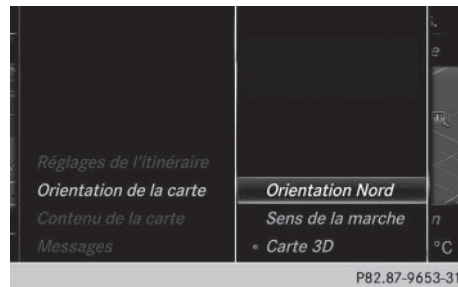 Réglages de l'itinéraire
Orientation de la carte
Contenu de la carte
Messages
Orientation Nord
Sens de la marche
• Carte 3D
s.
e
n
°C
P82.87-9653-31